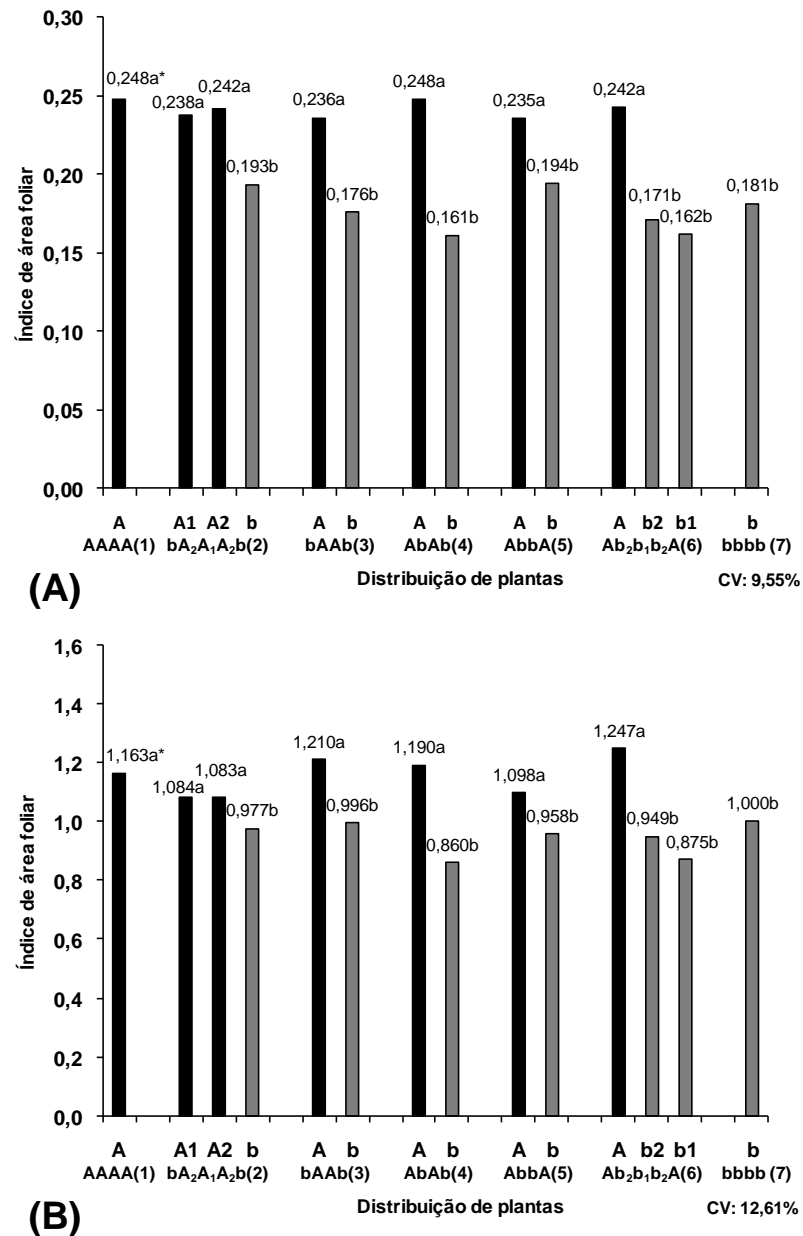 0,30
0,25
0,20
0,15
0,10
0,05
0,00
Índice de área foliar
0,248a*
0,238a
0,242a
0,193b
0,236a
0,176b
0,248a
0,161b
0,235a
0,194b
0,242a
0,171b
0,162b
0,181b
A A1 A2 b A b A b A b A b2 b1 b
AAAA(1) bA₂A₁A₂b(2) bAAb(3) AbAb(4) AbbA(5) Ab₂b₁b₂A(6) bbbb (7)
(A)
Distribuição de plantas
CV: 9,55%
1,6
1,4
1,2
1,0
0,8
0,6
0,4
0,2
0,0
Índice de área foliar
1,163a*
1,084a
1,083a
0,977b
1,210a
0,996b
1,190a
0,860b
1,098a
0,958b
1,247a
0,949b
0,875b
1,000b
A A1 A2 b A b A b A b A b2 b1 b
AAAA(1) bA₂A₁A₂b(2) bAAb(3) AbAb(4) AbbA(5) Ab₂b₁b₂A(6) bbbb (7)
(B)
Distribuição de plantas
CV: 12,61%